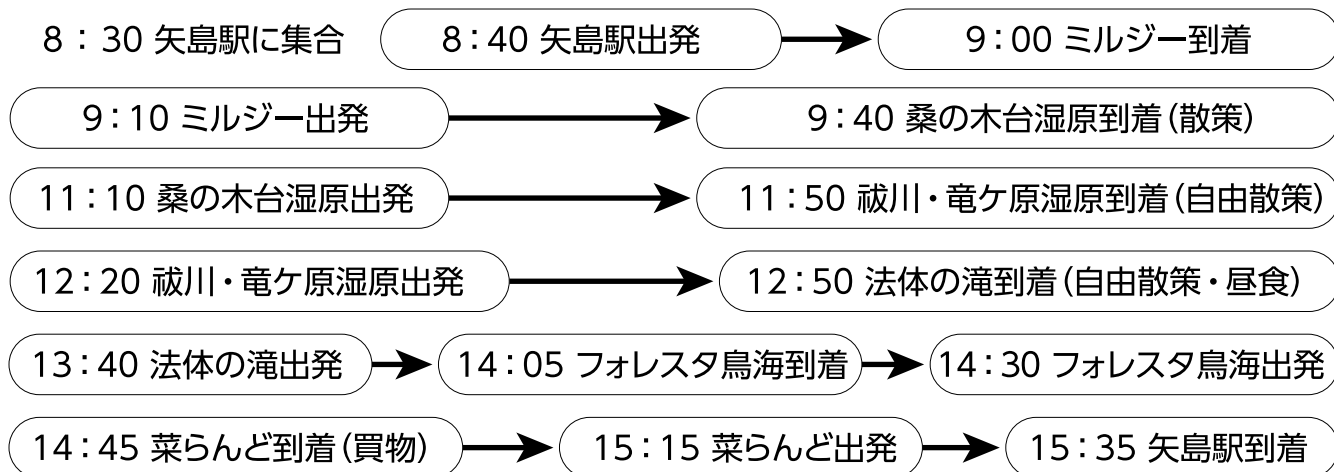 8：30 矢島駅に集合 8：40 矢島駅出発 9：00 ミルジー到着
9：10 ミルジー出発 9：40 桑の木台湿原到着（散策）
11：10 桑の木台湿原出発 11：50 祓川・竜ケ原湿原到着（自由散策）
12：20 祓川・竜ケ原湿原出発 12：50 法体の滝到着（自由散策・昼食）
13：40 法体の滝出発 14：05 フォレスタ鳥海到着 14：30 フォレスタ鳥海出発
14：45 菜らんど到着（買物） 15：15 菜らんど出発 15：35 矢島駅到着